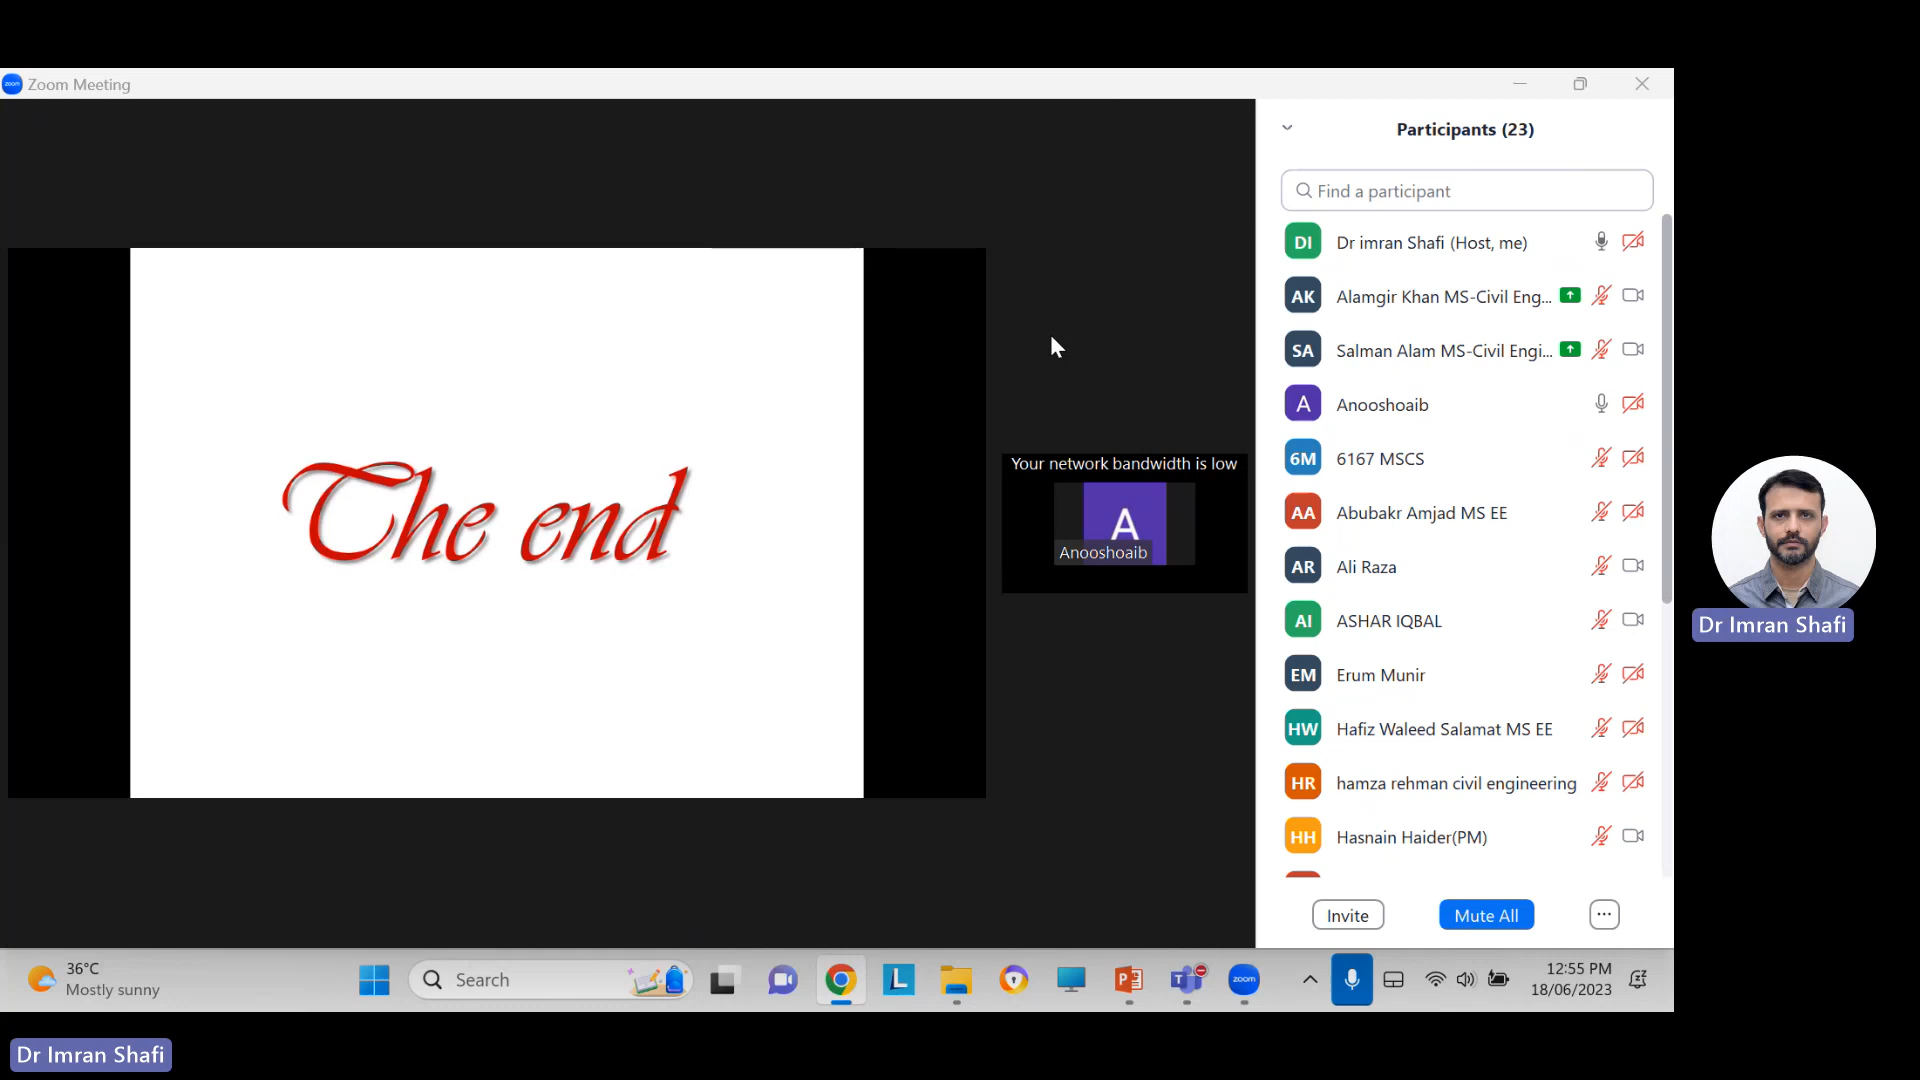 zoom Zoom Meeting
The end
Your network bandwidth is low
A
Anooshoaib
Participants (23)
Find a participant
DI Dr imran Shafi (Host, me)
AK Alamgir Khan MS-Civil Eng...
SA Salman Alam MS-Civil Engi...
A Anooshoaib
6M 6167 MSCS
AA Abubakr Amjad MS EE
AR Ali Raza
AI ASHAR IQBAL
EM Erum Munir
HW Hafiz Waleed Salamat MS EE
HR hamza rehman civil engineering
HH Hasnain Haider(PM)
Invite Mute All
Dr Imran Shafi
36°C
Mostly sunny
Search
L
zoom
12:55 PM
18/06/2023
Dr Imran Shafi